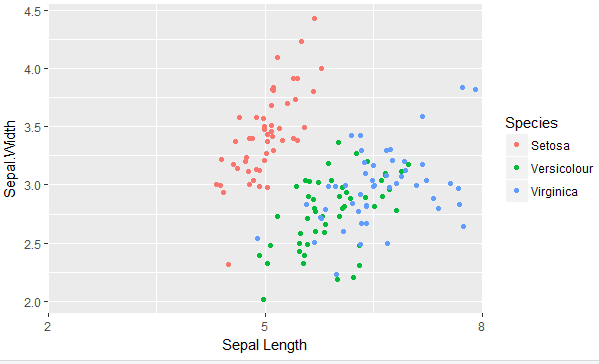 4.5
4.0
3.5
3.0
2.5
2.0
Sepal.Width
2 5 8
Sepal Length
Species
Setosa
Versicolour
Virginica